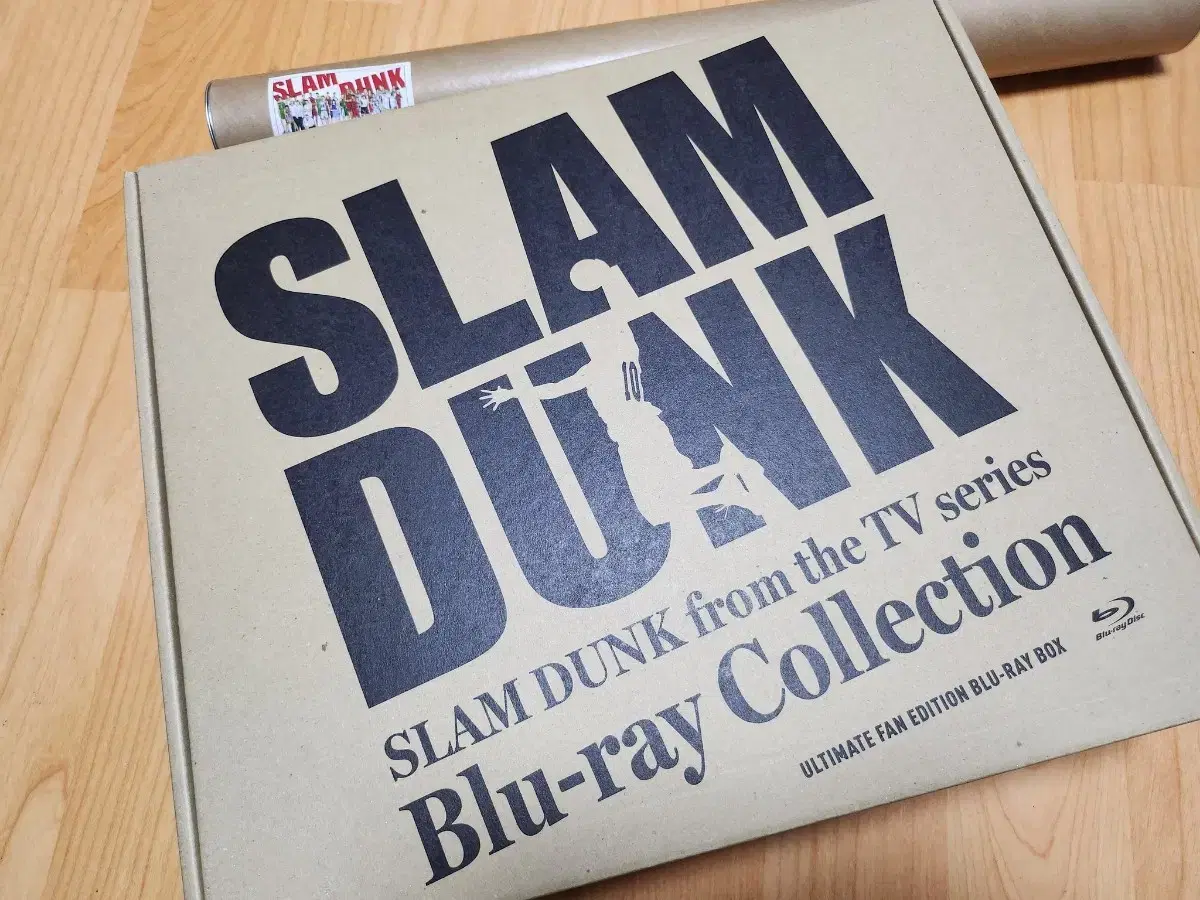 SLAM
DUNK
SLAM
DUNK
10
SLAM DUNK from the TV series
Blu-ray Collection
ULTIMATE FAN EDITION BLU-RAY BOX
Blu-ray Disc